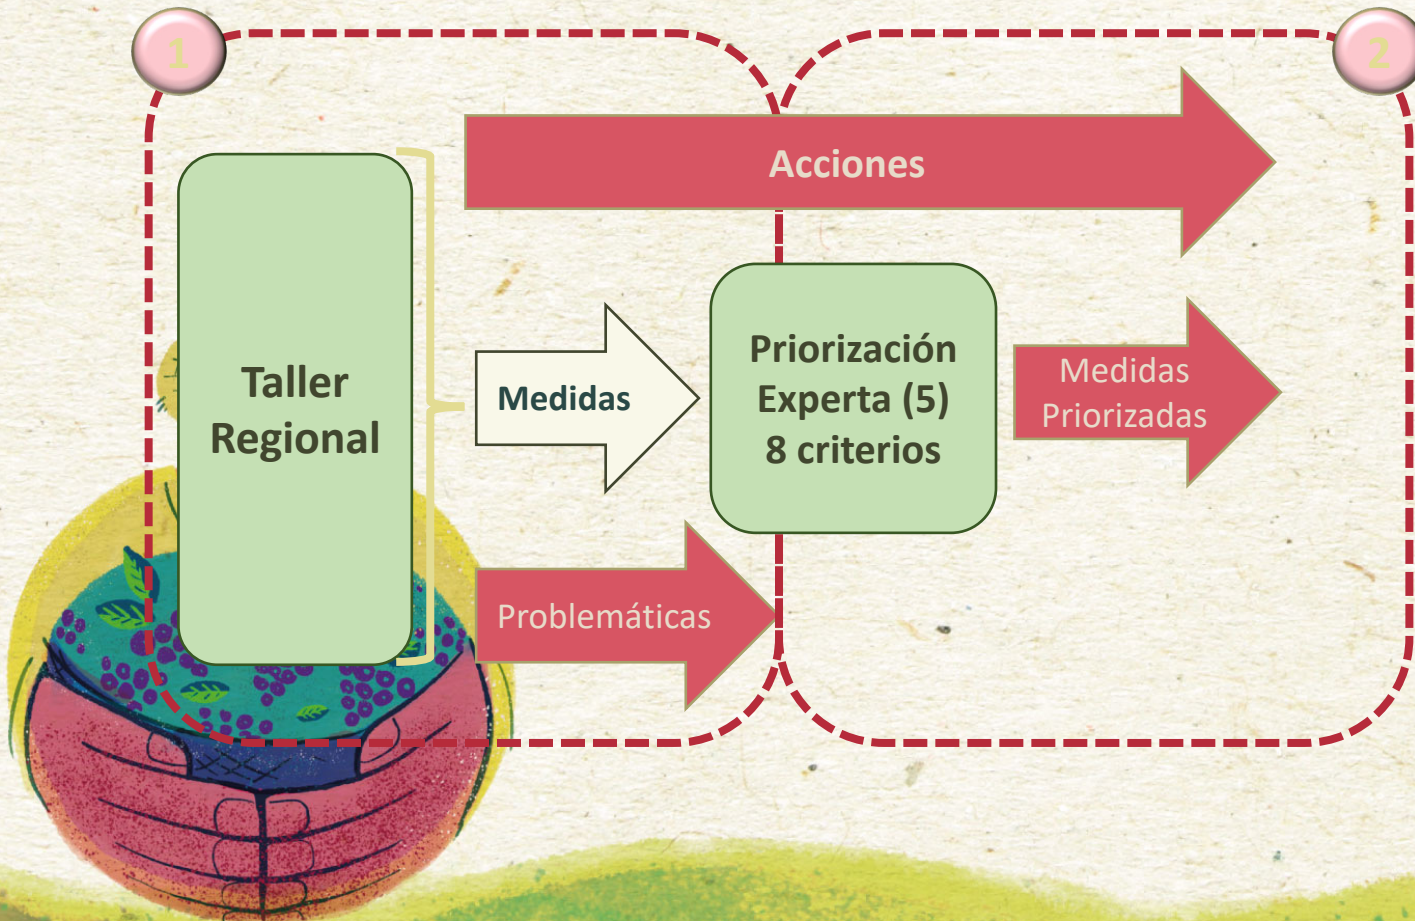 1
2
Acciones
Taller
Regional
Medidas
Priorización
Experta (5)
8 criterios
Medidas
Priorizadas
Problemáticas